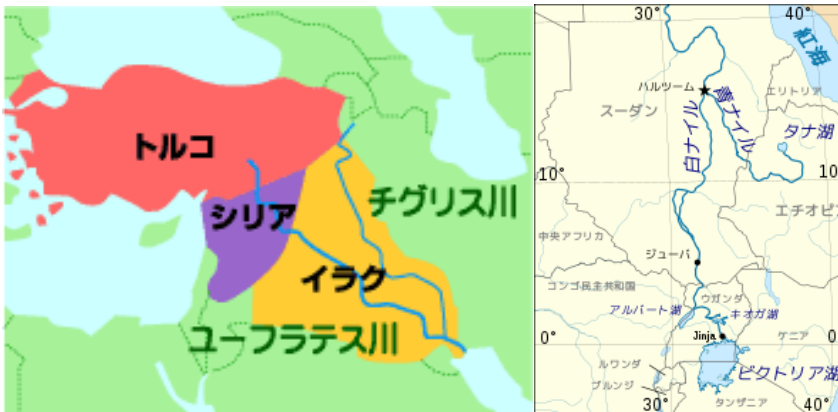 トルコ
シリア
チグリス川
イラク
ユーフラテス川
30°
40°
紅海
ハルツーム
エリトリア
スーダン
青ナイル
白ナイル
タナ湖
10°
10
エチオピ
中央アフリカ
ジューバ
コンゴ民主共和国
ウガンダ
アルバート湖
キオガ湖
Jinja
ケニア
0°
0
ルワンダ
ビクトリア湖
ブルンジ
タンザニア
30°
40°